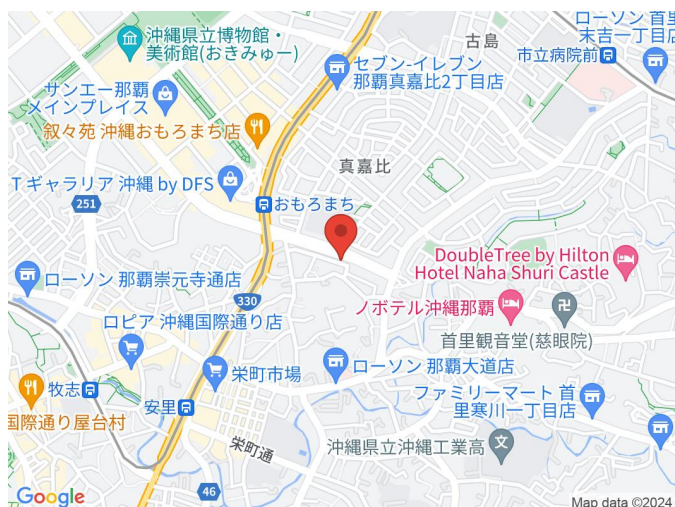 沖縄県立博物館・
美術館(おきみゅー)
古島
ローソン 首里
末吉一丁目店
市立病院前
セブン-イレブン
那覇真嘉比2丁目店
サンエー那覇
メインプレイス
叙々苑 沖縄おもろまち店
真嘉比
Tギャラリア 沖縄 by DFS
251
おもろまち
DoubleTree by Hilton
Hotel Naha Shuri Castle
ローソン 那覇崇元寺通店
330
ノボテル沖縄那覇
ロピア 沖縄国際通り店
首里観音堂(慈眼院)
卍
栄町市場
ローソン 那覇大道店
牧志
ファミリーマート 首
里寒川一丁目店
安里
国際通り屋台村
栄町通
沖縄県立沖縄工業高
文
46
Google
Map data ©2024